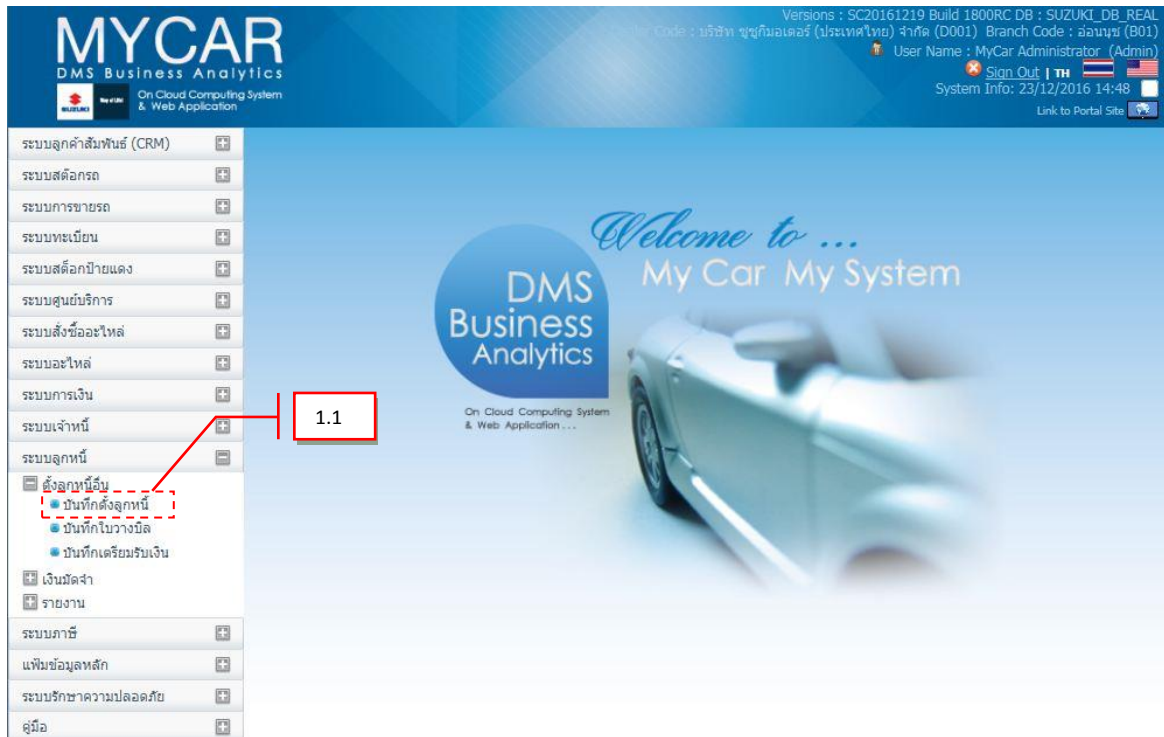 MYCAR
DMS Business Analytics
On Cloud Computing System
& Web Application
SUZUKI
Way of Life!
Versions : SC20161219 Build 1800RC DB : SUZUKI_DB_REAL
Code : บริษัท ซูซูกิมอเตอร์ (ประเทศไทย) จำกัด (D001) Branch Code : อ่อนนุช (B01)
User Name : MyCar Administrator (Admin)
Sign Out | TH
System Info: 23/12/2016 14:48
Link to Portal Site
ระบบลูกค้าสัมพันธ์ (CRM)
ระบบสต๊อกรถ
ระบบการขายรถ
ระบบทะเบียน
ระบบสต็อกป้ายแดง
ระบบศูนย์บริการ
ระบบสั่งซื้ออะไหล่
ระบบอะไหล่
ระบบการเงิน
ระบบเจ้าหนี้
ระบบลูกหนี้
ตั้งลูกหนี้อื่น
บันทึกตั้งลูกหนี้
บันทึกใบวางบิล
บันทึกเตรียมรับเงิน
เงินมัดจำ
รายงาน
ระบบภาษี
แฟ้มข้อมูลหลัก
ระบบรักษาความปลอดภัย
คู่มือ
1.1
Welcome to ...
My Car My System
DMS
Business
Analytics
On Cloud Computing System
& Web Application ...